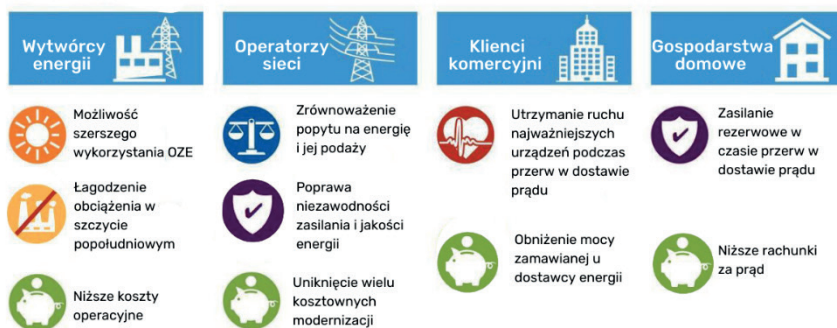 Wytwórcy
energii
Możliwość
szerszego
wykorzystania OZE
Łagodzenie
obciążenia w
szczycie
popołudniowym
Niższe koszty
operacyjne
Operatorzy
sieci
Zrównoważenie
popytu na energię
i jej podaży
Poprawa
niezawodności
zasilania i jakości
energii
Uniknięcie wielu
kosztownych
modernizacji
Klienci
komercyjni
Utrzymanie ruchu
najważniejszych
urządzeń podczas
przerw w dostawie
prądu
Obniżenie mocy
zamawianej u
dostawcy energii
Gospodarstwa
domowe
Zasilanie
rezerwowe w
czasie przerw w
dostawie prądu
Niższe rachunki
za prąd